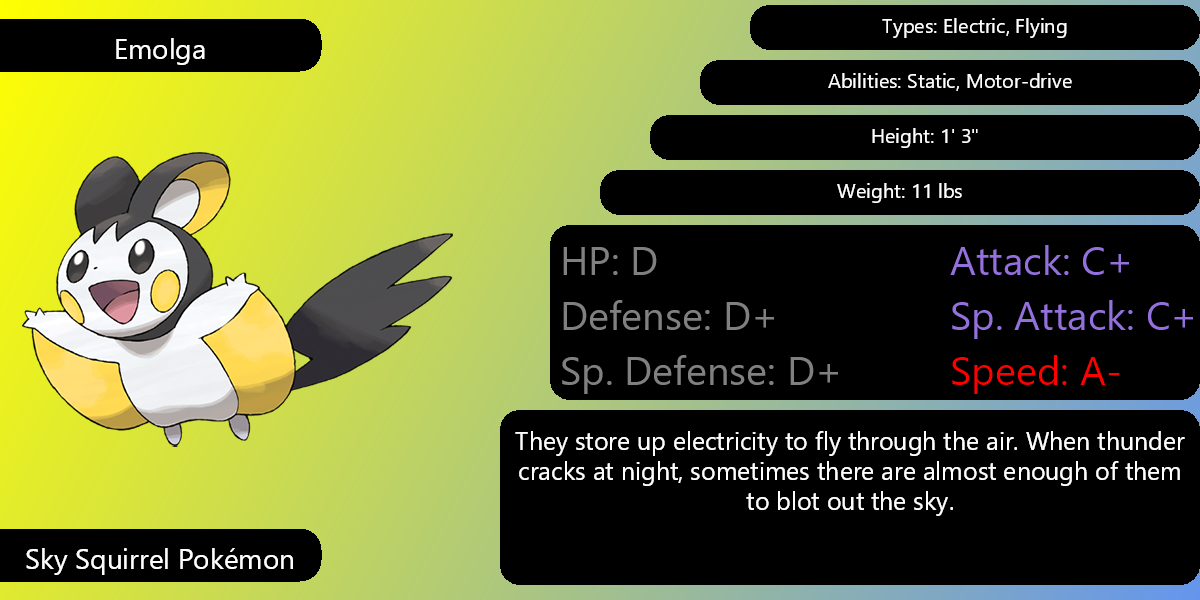 Emolga
Types: Electric, Flying
Abilities: Static, Motor-drive
Height: 1' 3"
Weight: 11 lbs
HP: D
Attack: C+
Defense: D+
Sp. Attack: C+
Sp. Defense: D+
Speed: A-
They store up electricity to fly through the air. When thunder
cracks at night, sometimes there are almost enough of them
to blot out the sky.
Sky Squirrel Pokémon